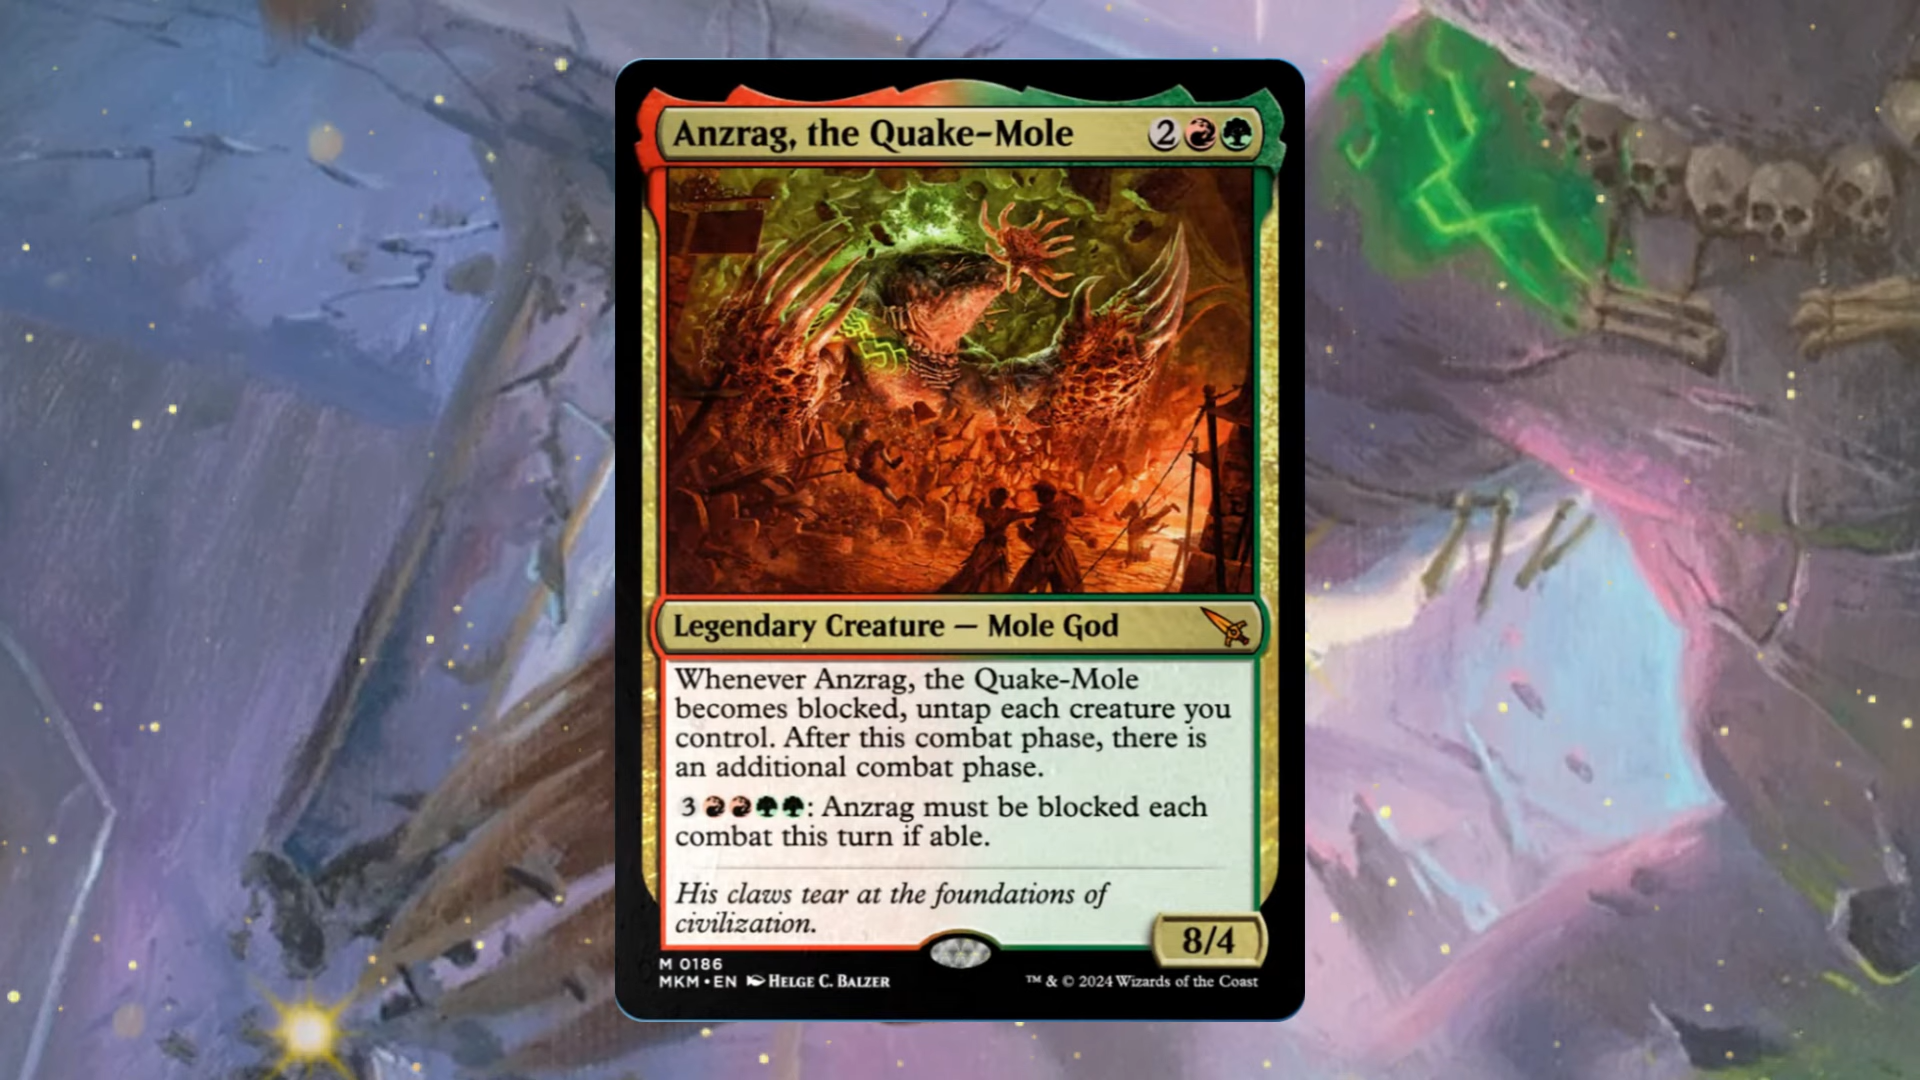 Anzrag, the Quake-Mole 2
Legendary Creature — Mole God
Whenever Anzrag, the Quake-Mole
becomes blocked, untap each creature you
control. After this combat phase, there is
an additional combat phase.
3 : Anzrag must be blocked each
combat this turn if able.
His claws tear at the foundations of
civilization.
8/4
M 0186
MKM • EN HELGE C. BALZER
™ & © 2024 Wizards of the Coast